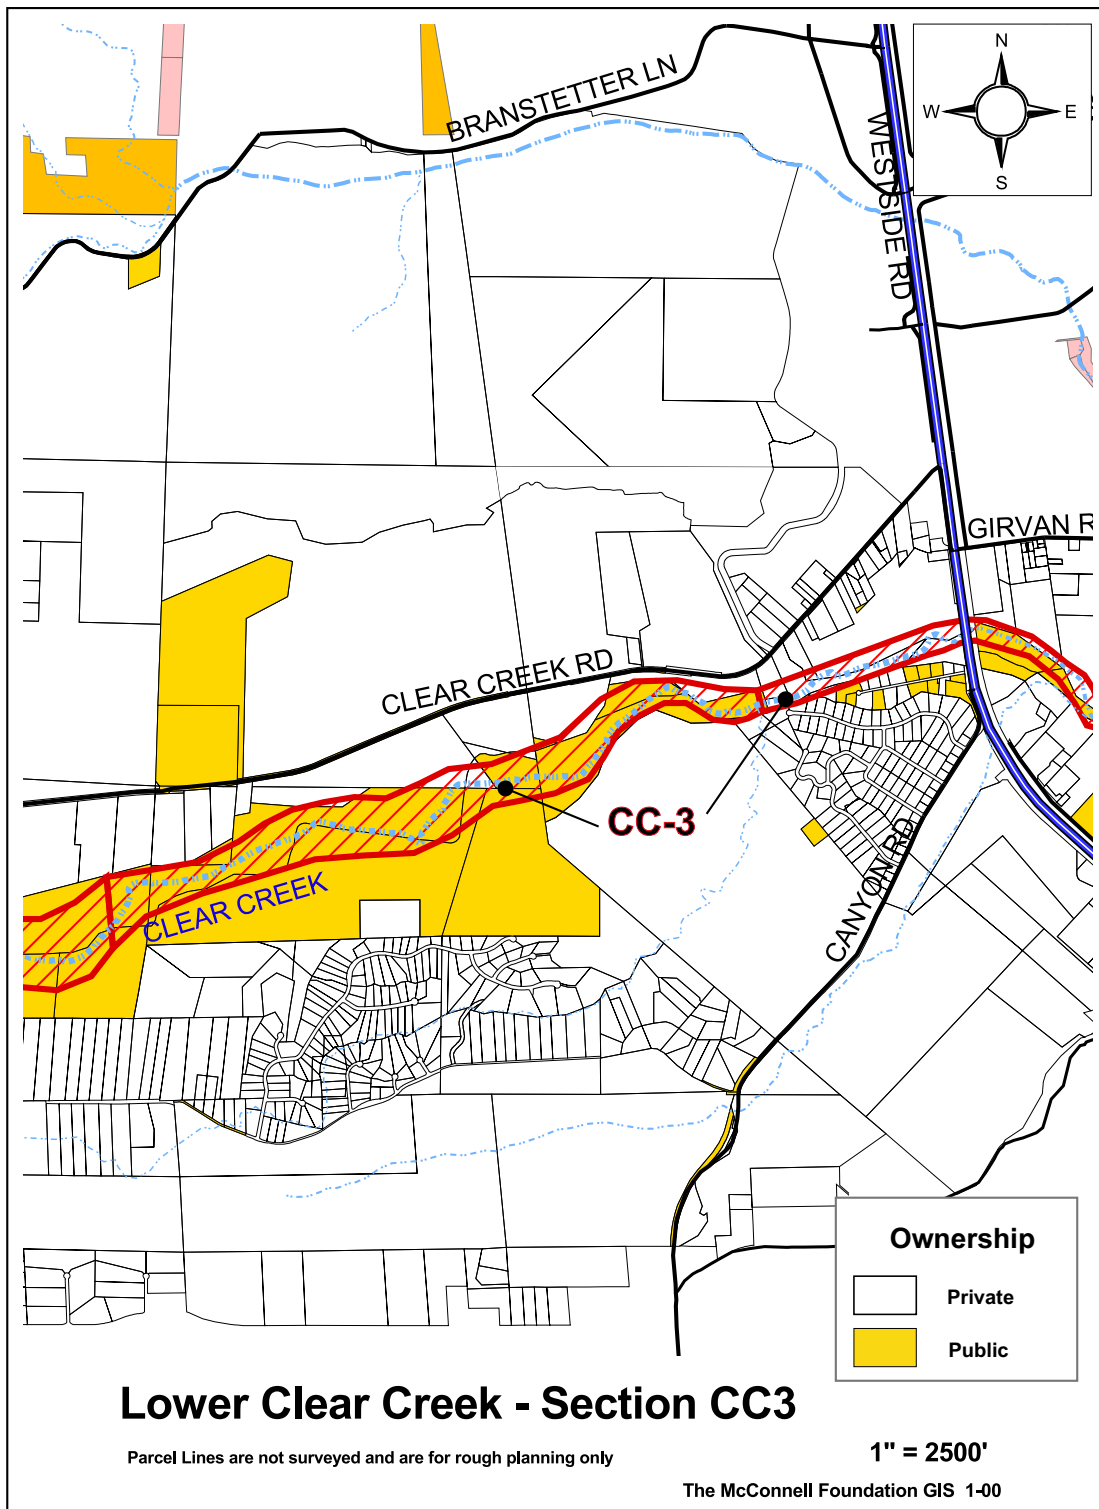 BRANSTETTER LN
N
W
E
S
WESTSIDE RD
GIRVAN R
CLEAR CREEK RD
CC-3
CLEAR CREEK
CANYON RD
Ownership
Private
Public
Lower Clear Creek - Section CC3
Parcel Lines are not surveyed and are for rough planning only
1" = 2500'
The McConnell Foundation GIS 1-00